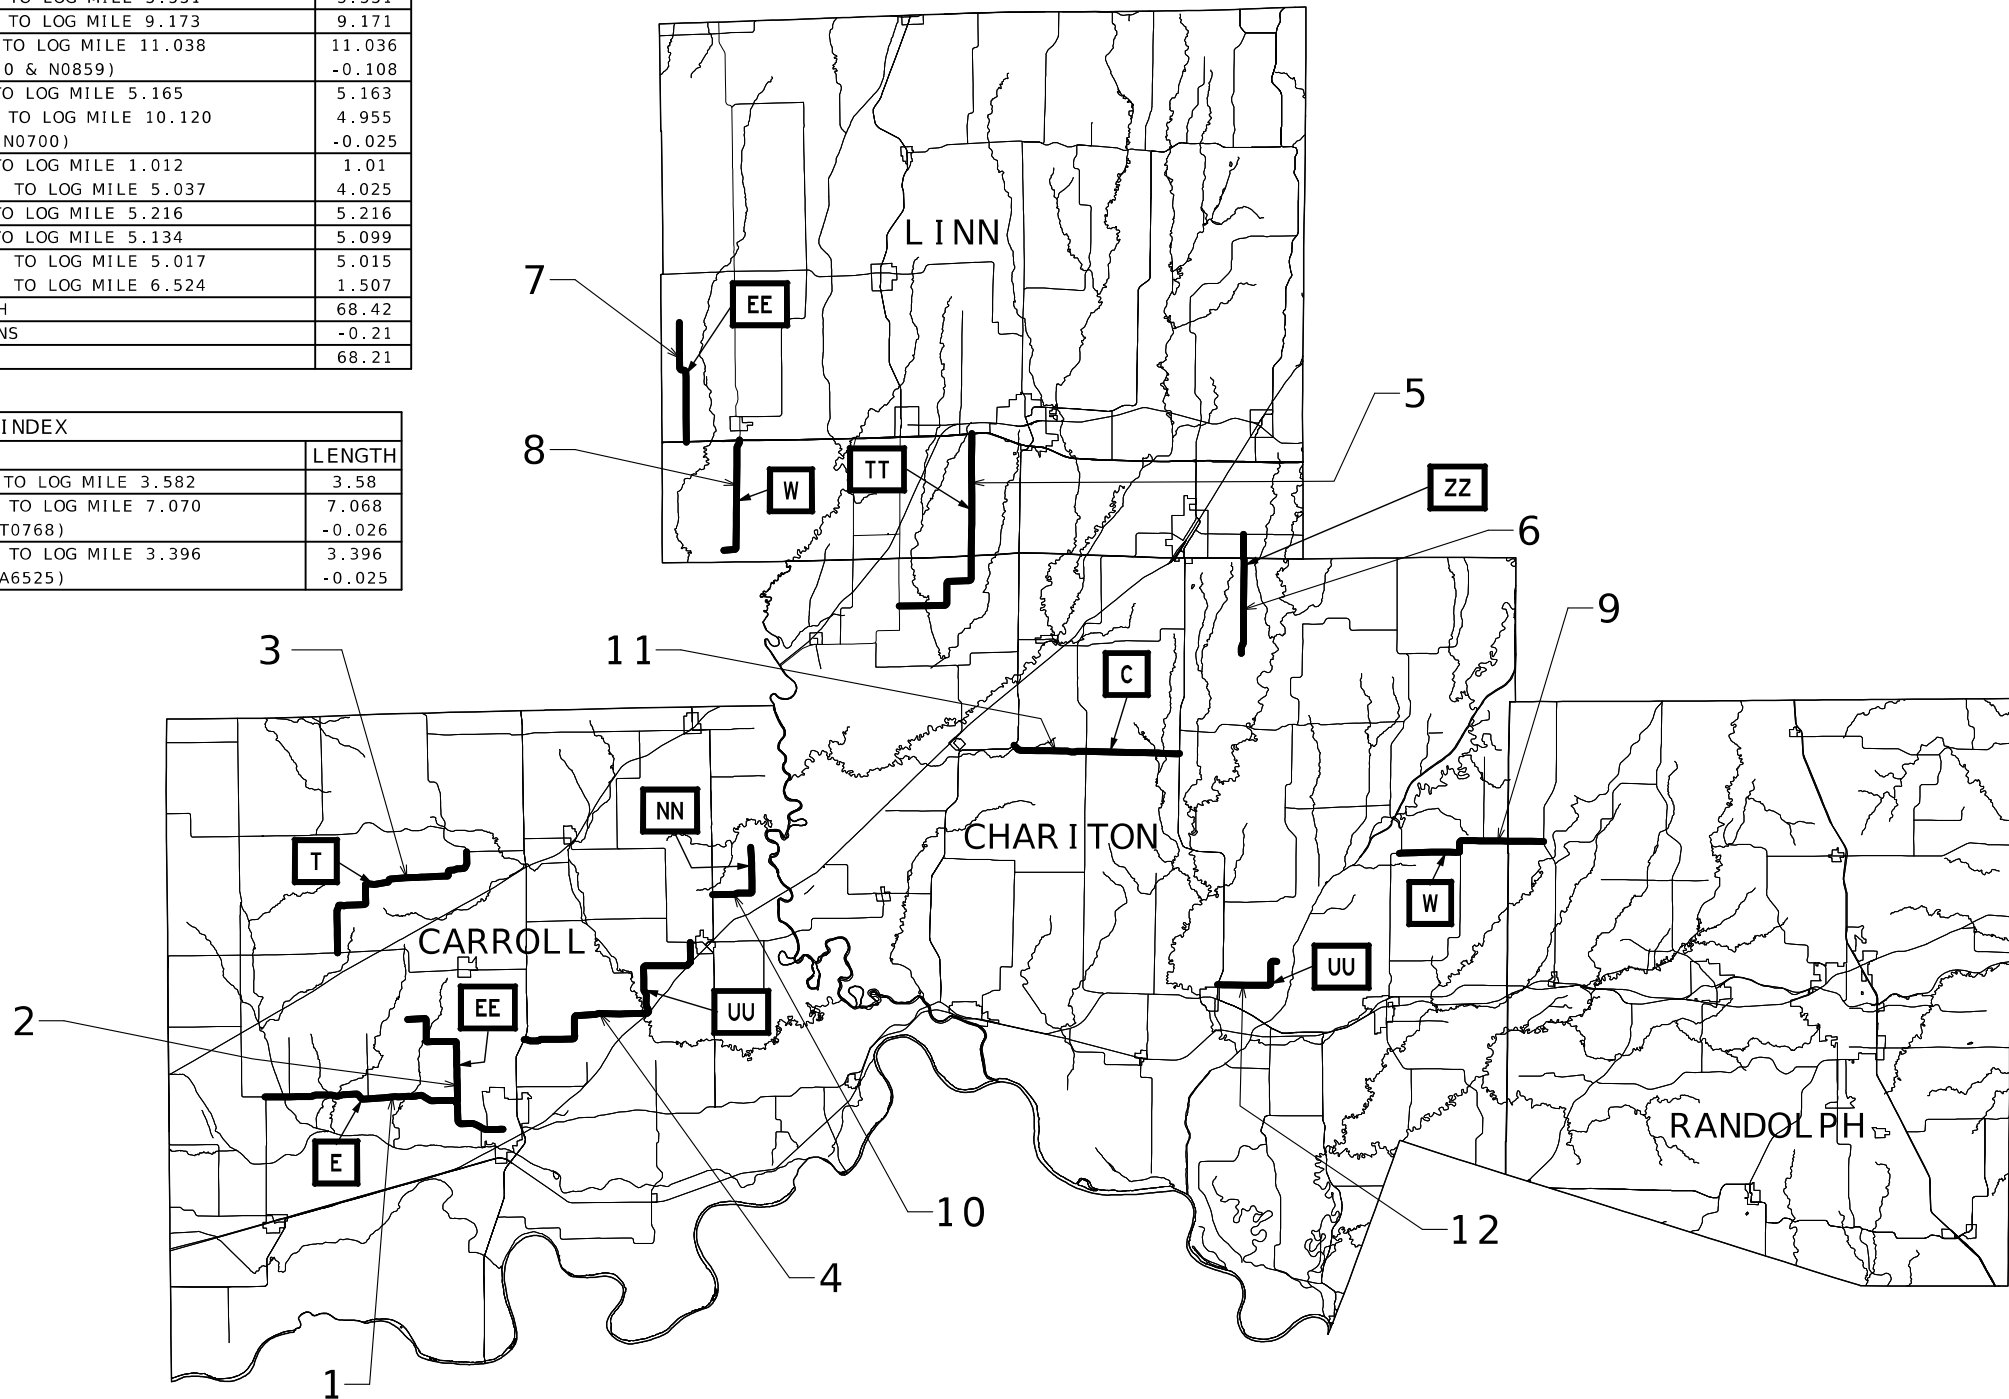 TO LOG MILE 9.173 9.171
TO LOG MILE 11.038 11.036
0 & N0859) -0.108
TO LOG MILE 5.165 5.163
TO LOG MILE 10.120 4.955
N0700) -0.025
TO LOG MILE 1.012 1.01
TO LOG MILE 5.037 4.025
TO LOG MILE 5.216 5.216
TO LOG MILE 5.134 5.099
TO LOG MILE 5.017 5.015
TO LOG MILE 6.524 1.507
H 68.42
NS -0.21
68.21
INDEX
LENGTH
TO LOG MILE 3.582 3.58
TO LOG MILE 7.070 7.068
T0768) -0.026
TO LOG MILE 3.396 3.396
A6525) -0.025
LINN
7
EE
5
8
TT
W
ZZ
6
9
3
11
C
NN
CHARITON
T
W
CARROLL
UU
EE
UU
2
RANDOLPH
E
10
12
4
1